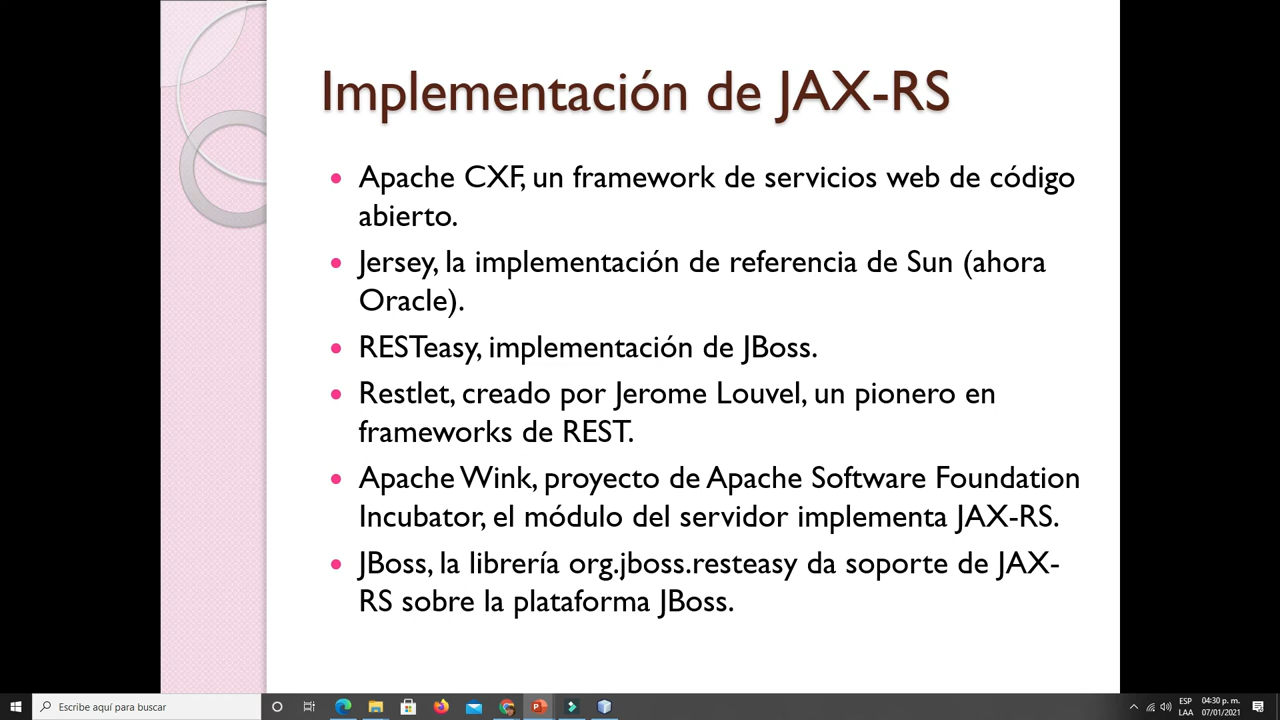 Implementación de JAX-RS
• Apache CXF, un framework de servicios web de código
abierto.
• Jersey, la implementación de referencia de Sun (ahora
Oracle).
• RESTeasy, implementación de JBoss.
• Restlet, creado por Jerome Louvel, un pionero en
frameworks de REST.
• Apache Wink, proyecto de Apache Software Foundation
Incubator, el módulo del servidor implementa JAX-RS.
• JBoss, la librería org.jboss.resteasy da soporte de JAX-
RS sobre la plataforma JBoss.
Escribe aquí para buscar
ESP
LAA
04:30 p. m.
07/01/2021